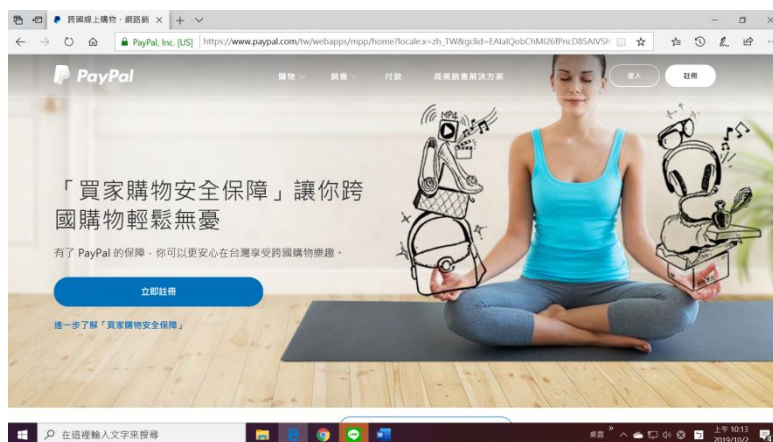 跨國線上購物、網路銷
PayPal, Inc. [US]
https://www.paypal.com/tw/webapps/mpp/home?locale.x=zh_TW&gclid=
PayPal
購物
銷售
付款
商業銷售解決方案
登入
註冊
MP4
「買家購物安全保障」讓你跨
國購物輕鬆無憂
有了 PayPal 的保障,你可以更安心在台灣享受跨國購物樂趣。
立即註冊
進一步了解「買家購物安全保障」
在這裡輸入文字來搜尋
桌面
上午 10:13
2019/10/2